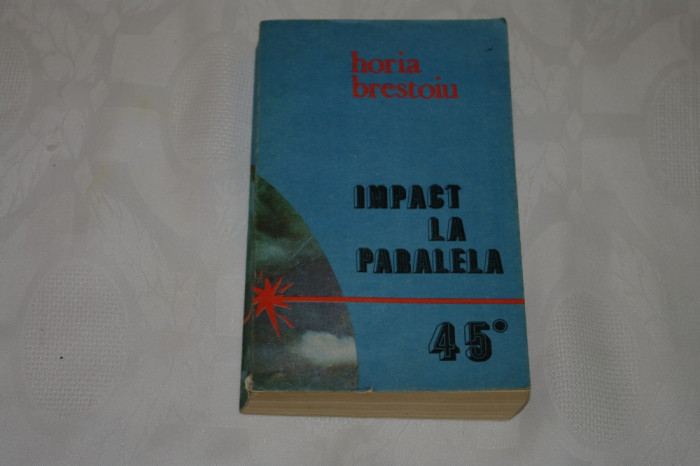 horia
brestoiu
IMPACT
LA
PARALELA
45°